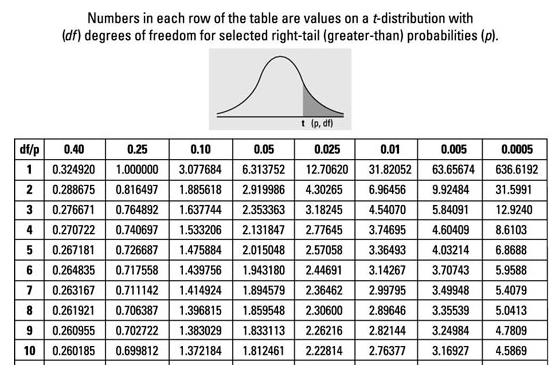 Numbers in each row of the table are values on a t-distribution with
(df) degrees of freedom for selected right-tail (greater-than) probabilities (p).
t (p, df)
df/p 0.40 0.25 0.10 0.05 0.025 0.01 0.005 0.0005
1 0.324920 1.000000 3.077684 6.313752 12.70620 31.82052 63.65674 636.6192
2 0.288675 0.816497 1.885618 2.919986 4.30265 6.96456 9.92484 31.5991
3 0.276671 0.764892 1.637744 2.353363 3.18245 4.54070 5.84091 12.9240
4 0.270722 0.740697 1.533206 2.131847 2.77645 3.74695 4.60409 8.6103
5 0.267181 0.726687 1.475884 2.015048 2.57058 3.36493 4.03214 6.8688
6 0.264835 0.717558 1.439756 1.943180 2.44691 3.14267 3.70743 5.9588
7 0.263167 0.711142 1.414924 1.894579 2.36462 2.99795 3.49948 5.4079
8 0.261921 0.706387 1.396815 1.859548 2.30600 2.89646 3.35539 5.0413
9 0.260955 0.702722 1.383029 1.833113 2.26216 2.82144 3.24984 4.7809
10 0.260185 0.699812 1.372184 1.812461 2.22814 2.76377 3.16927 4.5869